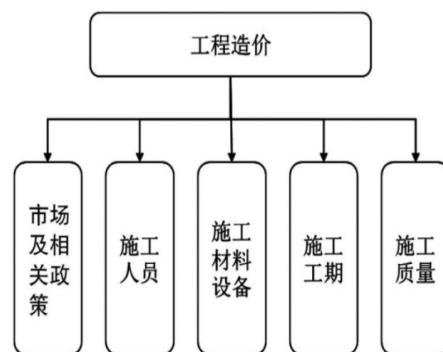 工程造价
市场
及相
关政
策
施工
人员
施工
材料
设备
施工
工期
施工
质量